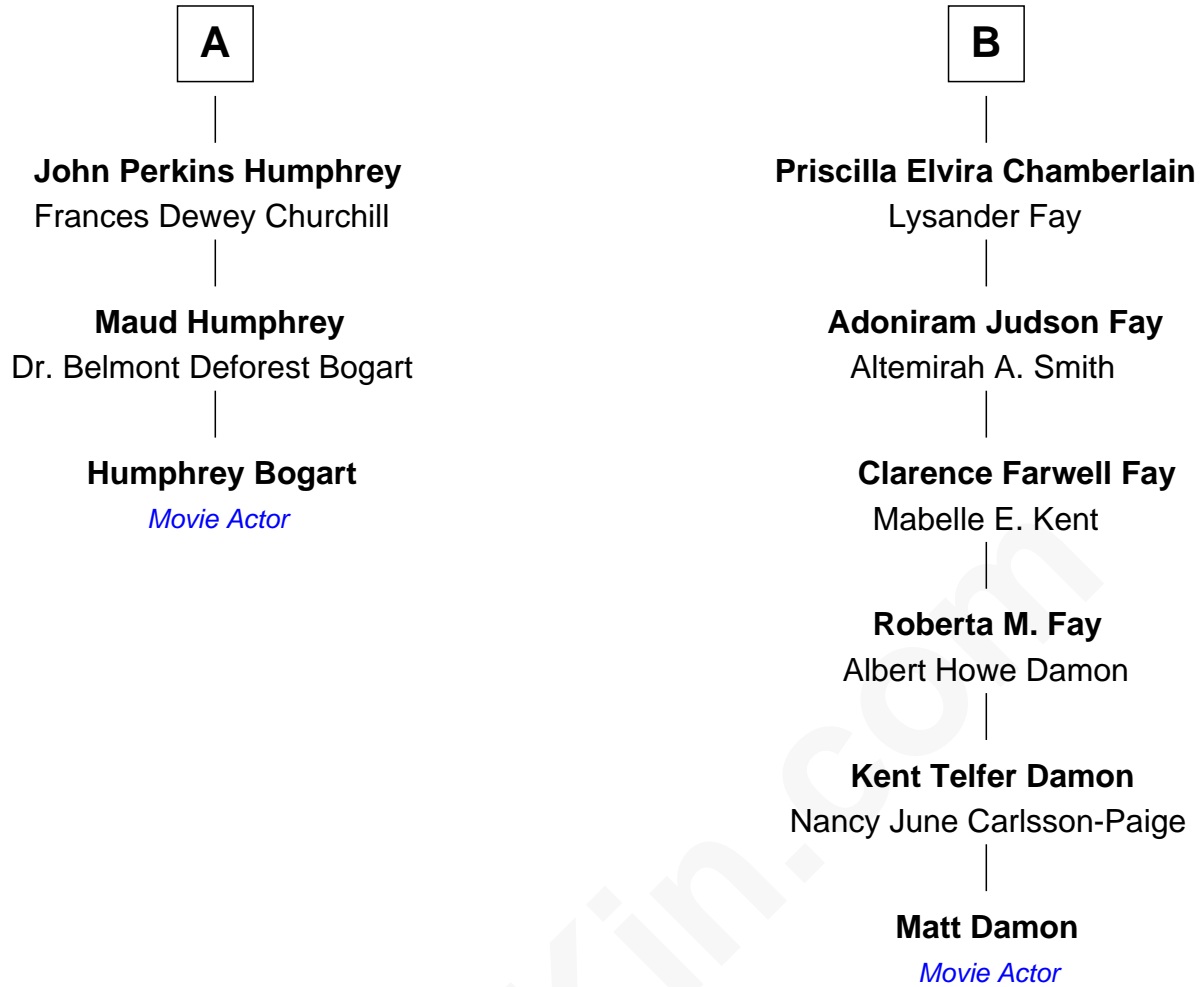 A
John Perkins Humphrey
Frances Dewey Churchill
Maud Humphrey
Dr. Belmont Deforest Bogart
Humphrey Bogart
Movie Actor
B
Priscilla Elvira Chamberlain
Lysander Fay
Adoniram Judson Fay
Altemirah A. Smith
Clarence Farwell Fay
Mabelle E. Kent
Roberta M. Fay
Albert Howe Damon
Kent Telfer Damon
Nancy June Carlsson-Paige
Matt Damon
Movie Actor